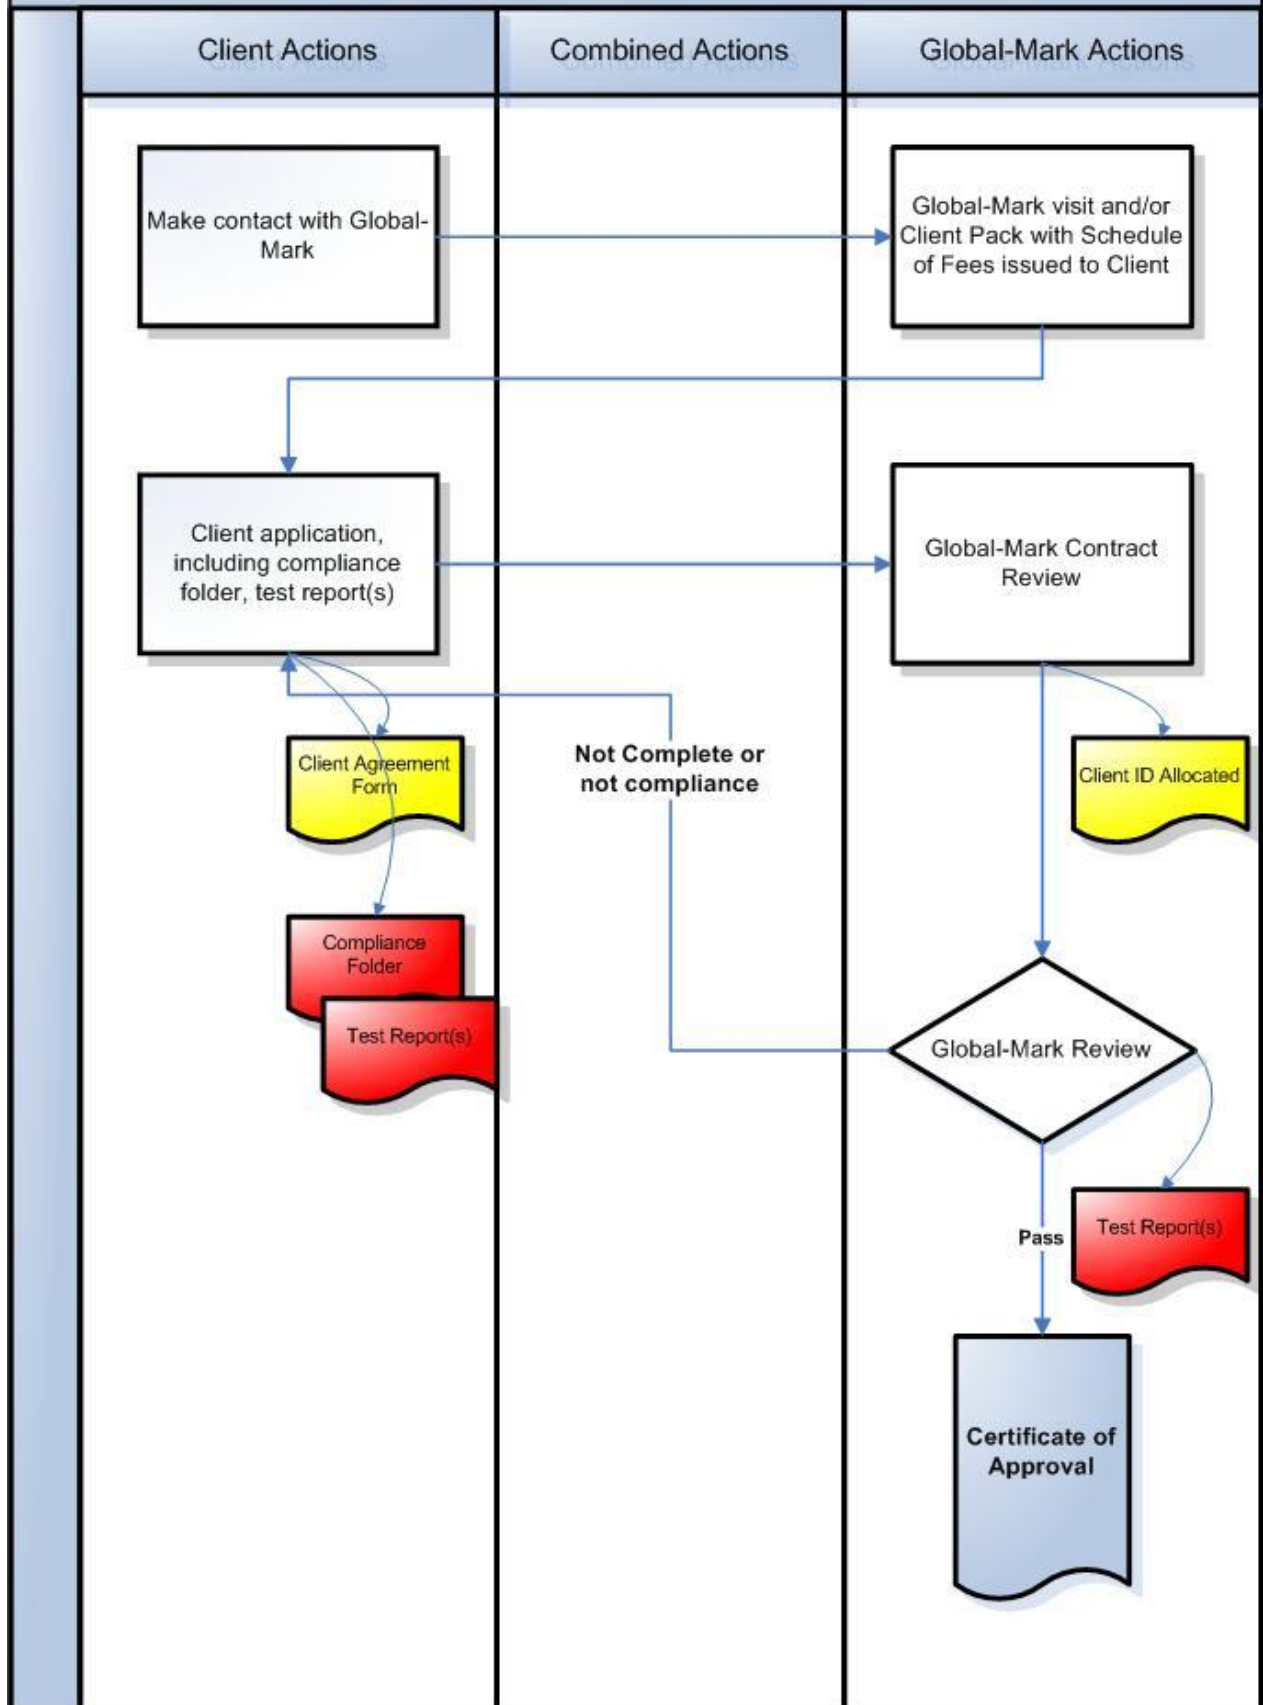 Client Actions
Combined Actions
Global-Mark Actions
Make contact with Global-
Mark
Global-Mark visit and/or
Client Pack with Schedule
of Fees issued to Client
Client application,
including compliance
folder, test report(s)
Global-Mark Contract
Review
Not Complete or
not compliance
Client Agreement
Form
Client ID Allocated
Compliance
Folder
Test Report(s)
Global-Mark Review
Pass
Test Report(s)
Certificate of
Approval